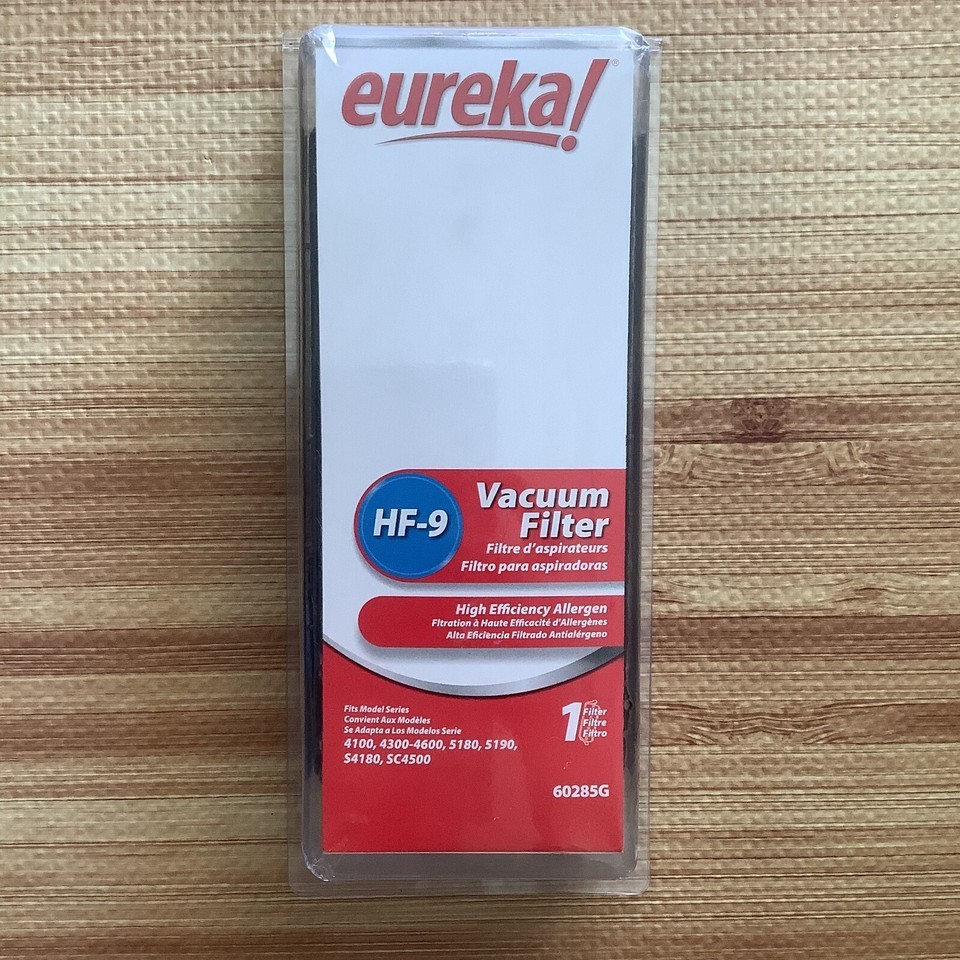 eureka!®
HF-9
Vacuum
Filter
Filtre d'aspirateurs
Filtro para aspiradoras
High Efficiency Allergen
Fltration à Haute Efficacité d'Allergènes
Alta Eficiencia Filtrado Antialérgeno
Fits Model Series
Convient Aux Modèles
Se Adapta a Los Modelos Serie
4100, 4300-4600, 5180, 5190,
S4180, SC4500
1 Filter
Filtre
Filtro
60285G